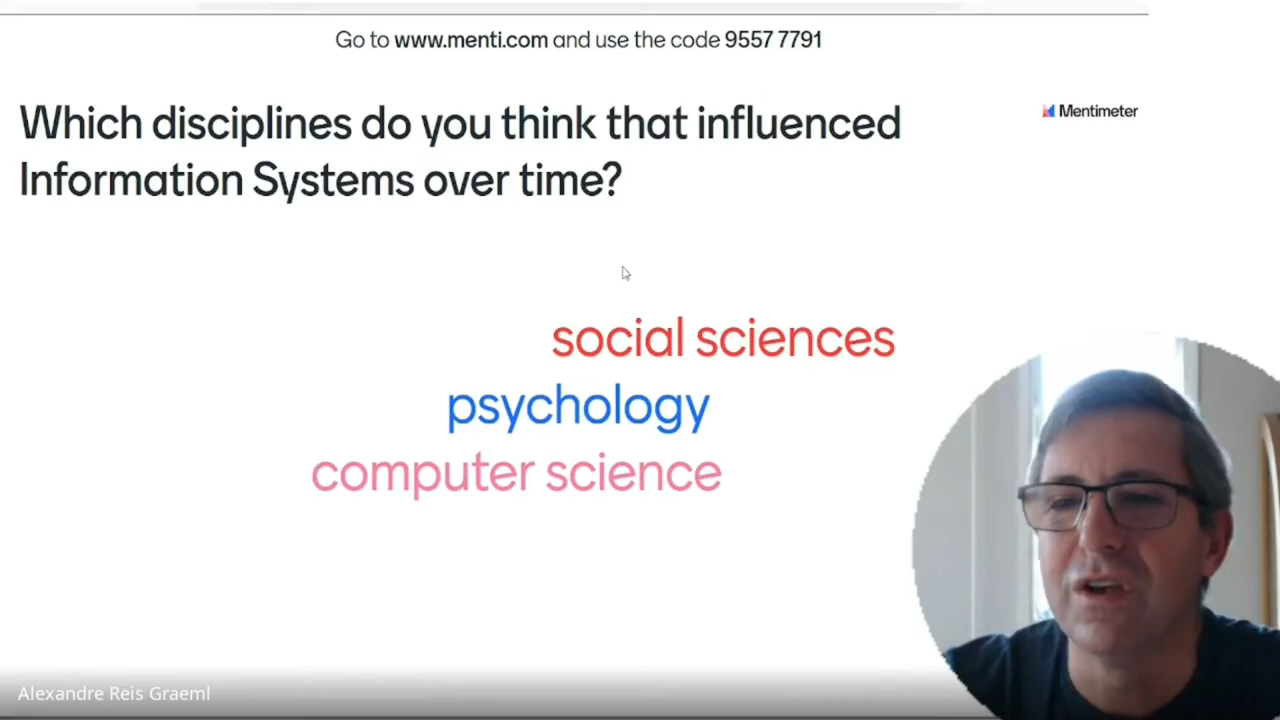 Go to www.menti.com and use the code 9557 7791
Mentimeter
Which disciplines do you think that influenced
Information Systems over time?
social sciences
psychology
computer science
Alexandre Reis Graeml